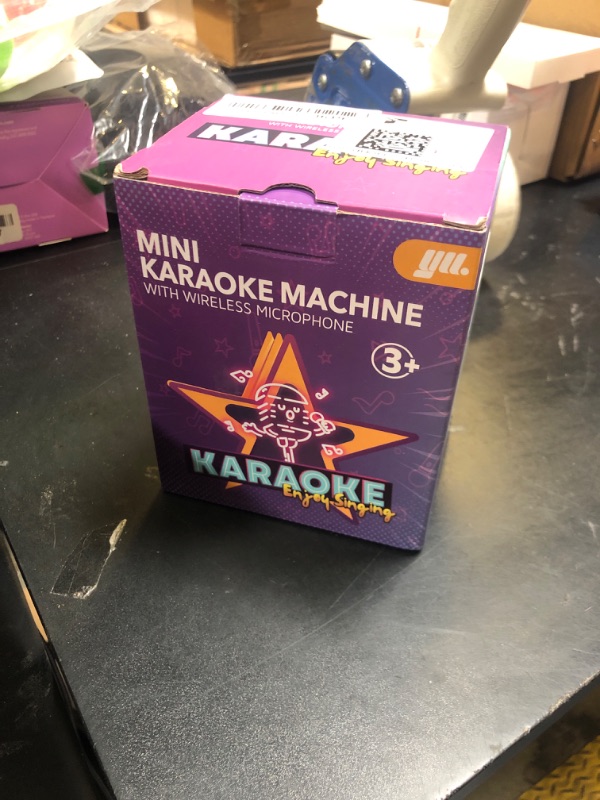 WITH WIRELESS
KARA
Enjoy Singing
yu.
MINI
KARAOKE MACHINE
WITH WIRELESS MICROPHONE
3+
KARAOKE
Enjoy Singing